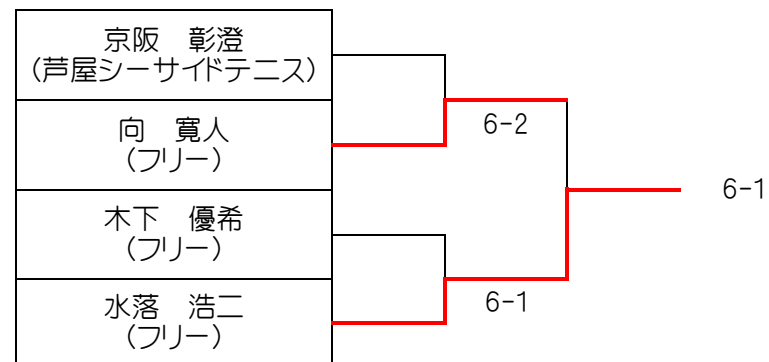 京阪　彰澄
（芦屋シーサイドテニス）
向　寛人
（フリー）
6-2
6-1
木下　優希
（フリー）
6-1
水落　浩二
（フリー）